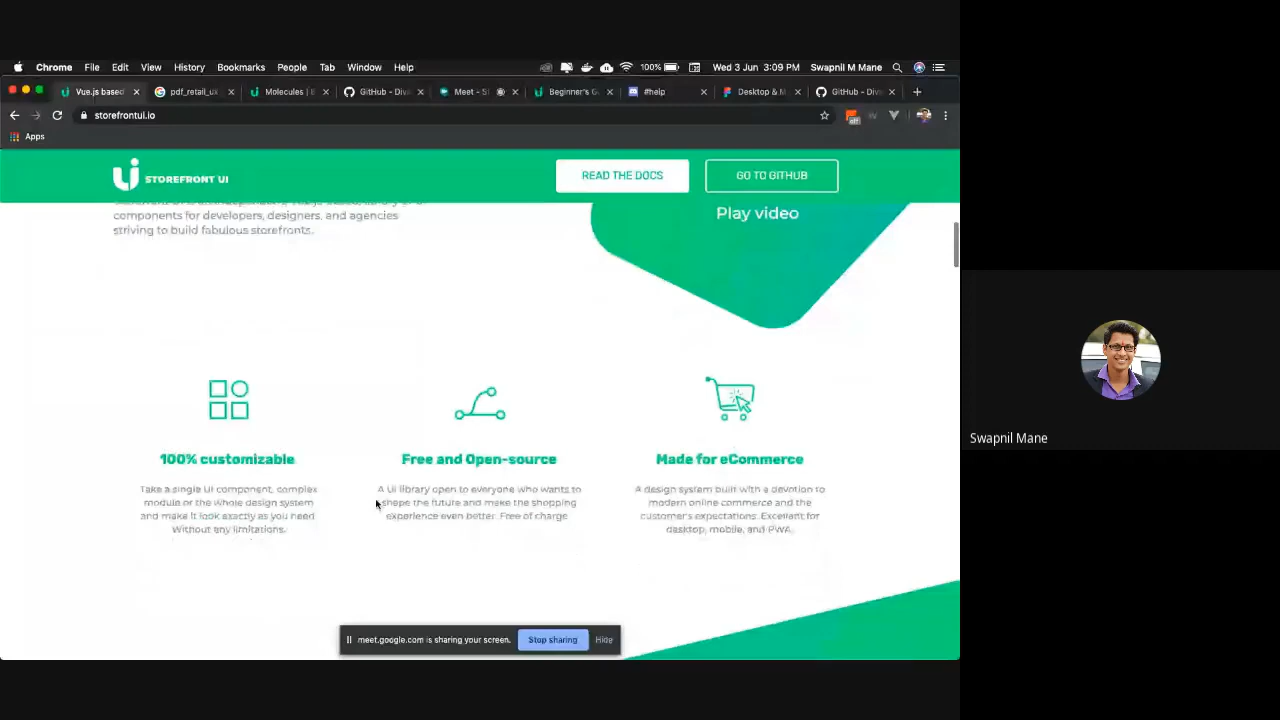 Chrome File Edit View History Bookmarks People Tab Window Help 100% Wed 3 Jun 3:09 PM Swapnil M Mane
Vue.js based pdf_retail_ux Molecules | GitHub - Diva Meet - Beginner's G #help Desktop & M GitHub - Div
storefrontui.io
Apps
STOREFRONT UI READ THE DOCS GO TO GITHUB
components for developers, designers, and agencies
striving to build fabulous storefronts.
Play video
100% customizable
Take a single UI component, complex
module or the whole design system
and make it look exactly as you need
Without any limitations.
Free and Open-source
A UI library open to everyone who wants to
shape the future and make the shopping
experience even better. Free of charge
Made for eCommerce
A design system built with a devotion to
modern online commerce and the
customer's expectations. Excellent for
desktop, mobile, and PWA.
meet.google.com is sharing your screen. Stop sharing Hide
Swapnil Mane